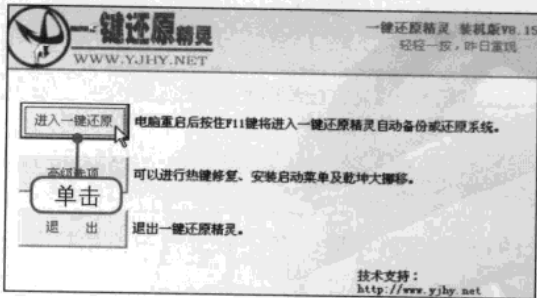 一键还原精灵
WWW.YJHY.NET
一键还原精灵 装机版V8.15
轻轻一按，昨日重现
进入一键还原
电脑重启后按住F11键将进入一键还原精灵自动备份或还原系统。
可以进行热键修复、安装启动菜单及乾坤大挪移。
单击
退 出
退出一键还原精灵。
技术支持：
http://www.yjhy.net